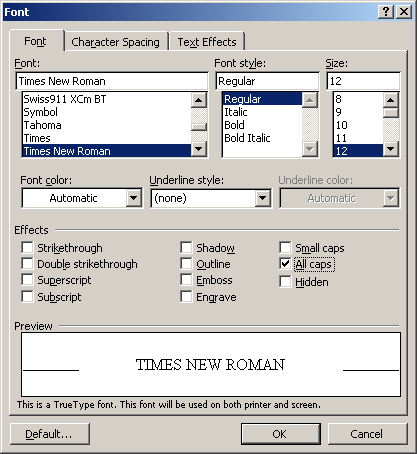 Font
Font Character Spacing Text Effects
Font: Font style: Size:
Times New Roman Regular 12
Swiss911 XCm BT Regular 8
Symbol Italic 9
Tahoma Bold 10
Times Bold Italic 11
Times New Roman 12
Font color: Underline style: Underline color:
Automatic (none) Automatic
Effects
Strikethrough Shadow Small caps
Double strikethrough Outline All caps
Superscript Emboss Hidden
Subscript Engrave
Preview
TIMES NEW ROMAN
This is a TrueType font. This font will be used on both printer and screen.
Default... OK Cancel